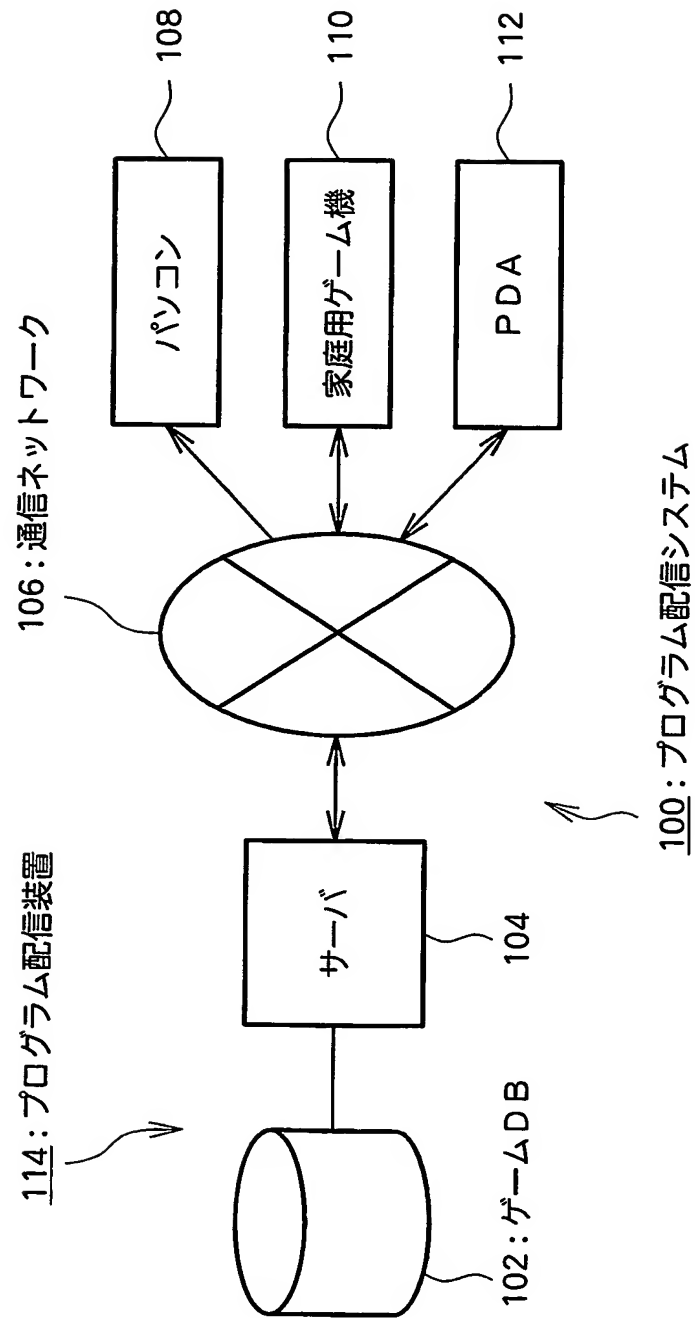 114：プログラム配信装置
106：通信ネットワーク
パソコン
108
家庭用ゲーム機
110
PDA
112
サーバ
104
102：ゲームDB
100：プログラム配信システム